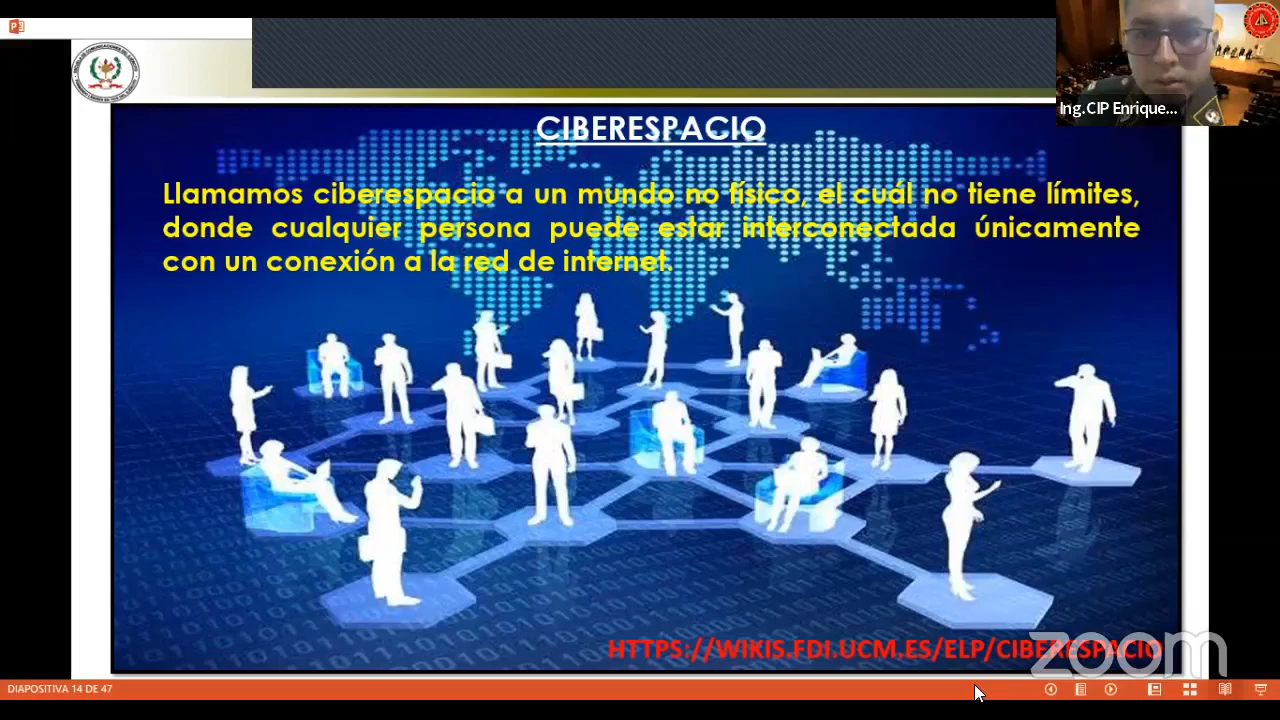 Ing.CIP Enrique...
CIBERESPACIO
Llamamos ciberespacio a un mundo no físico, el cuál no tiene límites,
donde cualquier persona puede estar interconectada únicamente
con un conexión a la red de internet.
HTTPS://WIKIS.FDI.UCM.ES/ELP/CIBERESPACIO
zoom
DIAPOSITIVA 14 DE 47